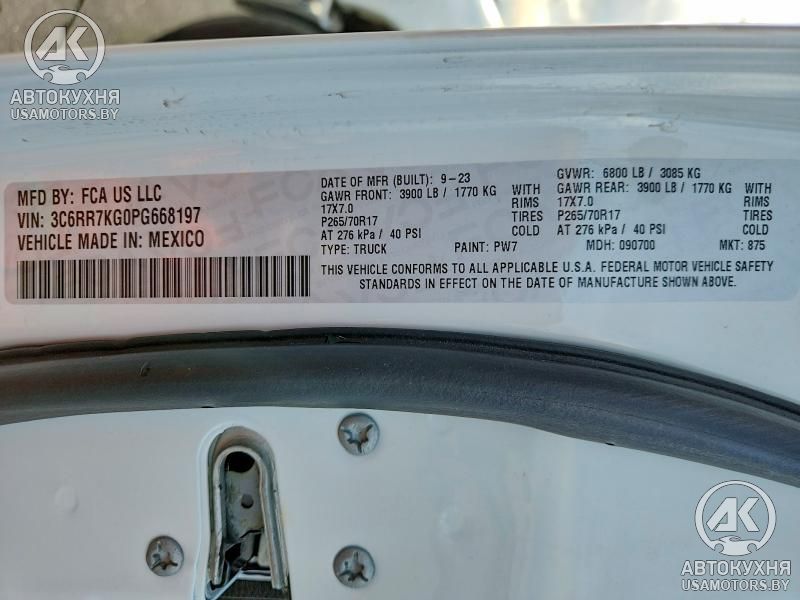 AK
АВТОКУХНЯ
USAMOTORS.BY
MFD BY: FCA US LLC
VIN: 3C6RR7KG0PG668197
VEHICLE MADE IN: MEXICO
DATE OF MFR (BUILT): 9-23
GAWR FRONT: 3900 LB / 1770 KG WITH
17X7.0 RIMS
P265/70R17 TIRES
AT 276 kPa / 40 PSI COLD
TYPE: TRUCK PAINT: PW7
GVWR: 6800 LB / 3085 KG
GAWR REAR: 3900 LB / 1770 KG WITH
17X7.0 RIMS
P265/70R17 TIRES
AT 276 kPa / 40 PSI COLD
MDH: 090700 MKT: 875
THIS VEHICLE CONFORMS TO ALL APPLICABLE U.S.A. FEDERAL MOTOR VEHICLE SAFETY
STANDARDS IN EFFECT ON THE DATE OF MANUFACTURE SHOWN ABOVE.
AK
АВТОКУХНЯ
USAMOTORS.BY